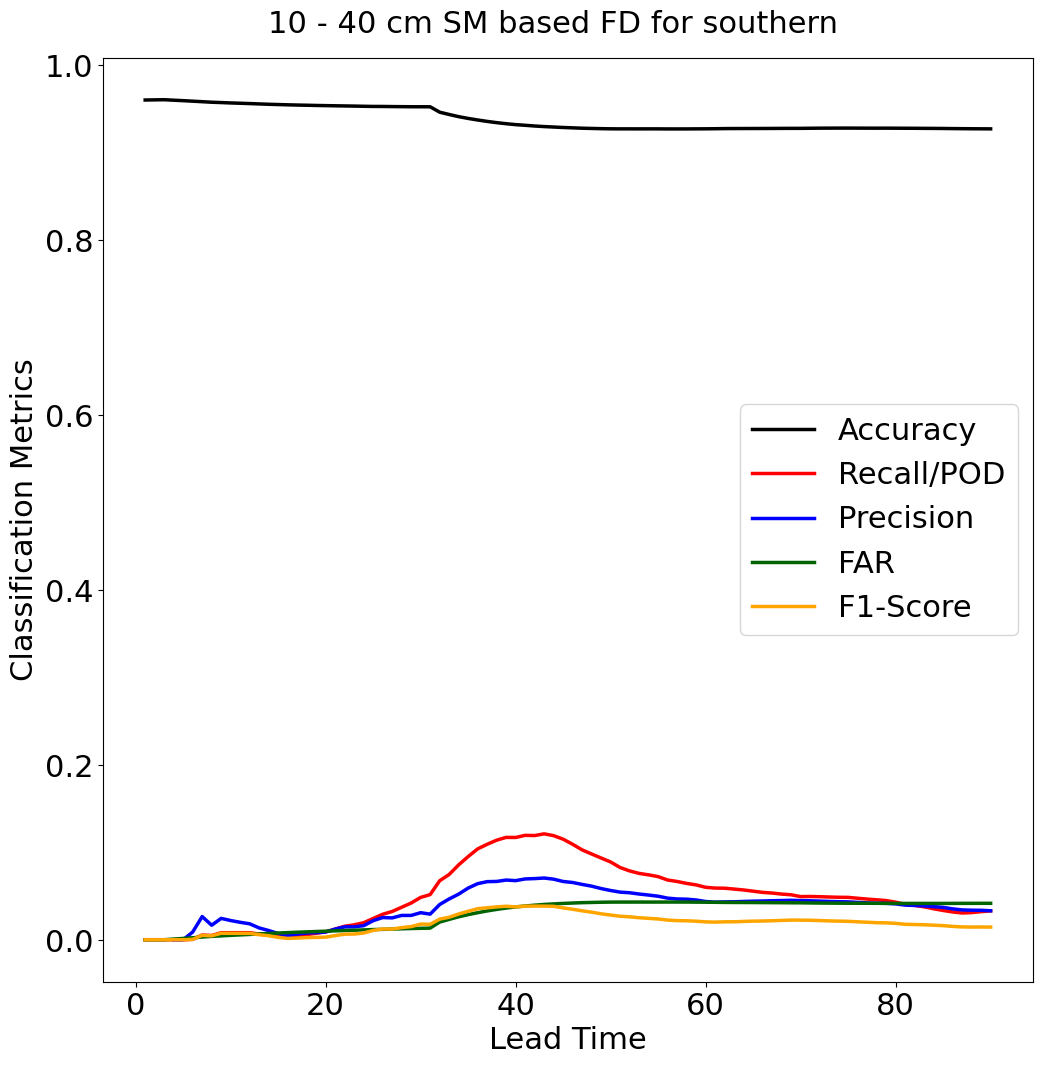 10 - 40 cm SM based FD for southern
1.0
0.8
0.6
0.4
0.2
0.0
Classification Metrics
Accuracy
Recall/POD
Precision
FAR
F1-Score
0 20 40 60 80
Lead Time